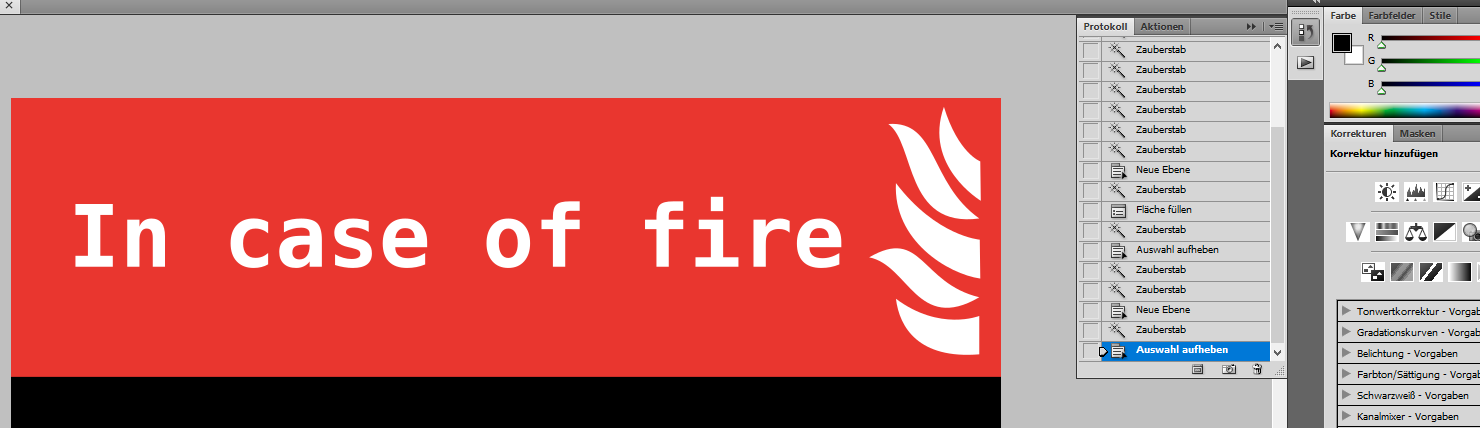 Protokoll Aktionen
Zauberstab
Zauberstab
Zauberstab
Zauberstab
Zauberstab
Zauberstab
Neue Ebene
Zauberstab
Fläche füllen
Zauberstab
Auswahl aufheben
Zauberstab
Zauberstab
Neue Ebene
Zauberstab
Auswahl aufheben
In case of fire
Farbe Farbfelder Stile
R
G
B
Korrekturen Masken
Korrektur hinzufügen
Tonwertkorrektur - Vorgab
Gradationskurven - Vorgab
Belichtung - Vorgaben
Farbton/Sättigung - Vorgab
Schwarzweiß - Vorgaben
Kanalmixer - Vorgaben